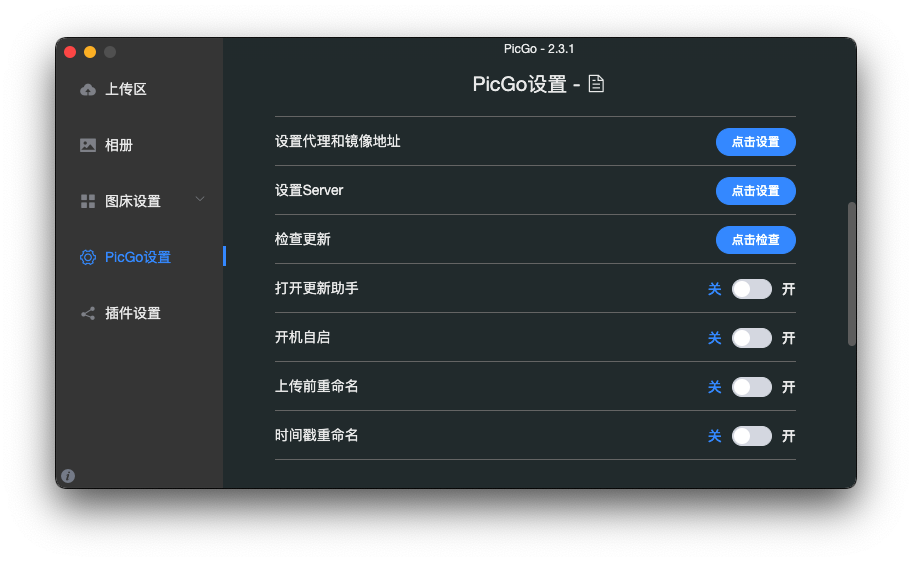 PicGo - 2.3.1
上传区
相册
图床设置
PicGo设置
插件设置
PicGo设置 -
设置代理和镜像地址 点击设置
设置Server 点击设置
检查更新 点击检查
打开更新助手 关 开
开机自启 关 开
上传前重命名 关 开
时间戳重命名 关 开